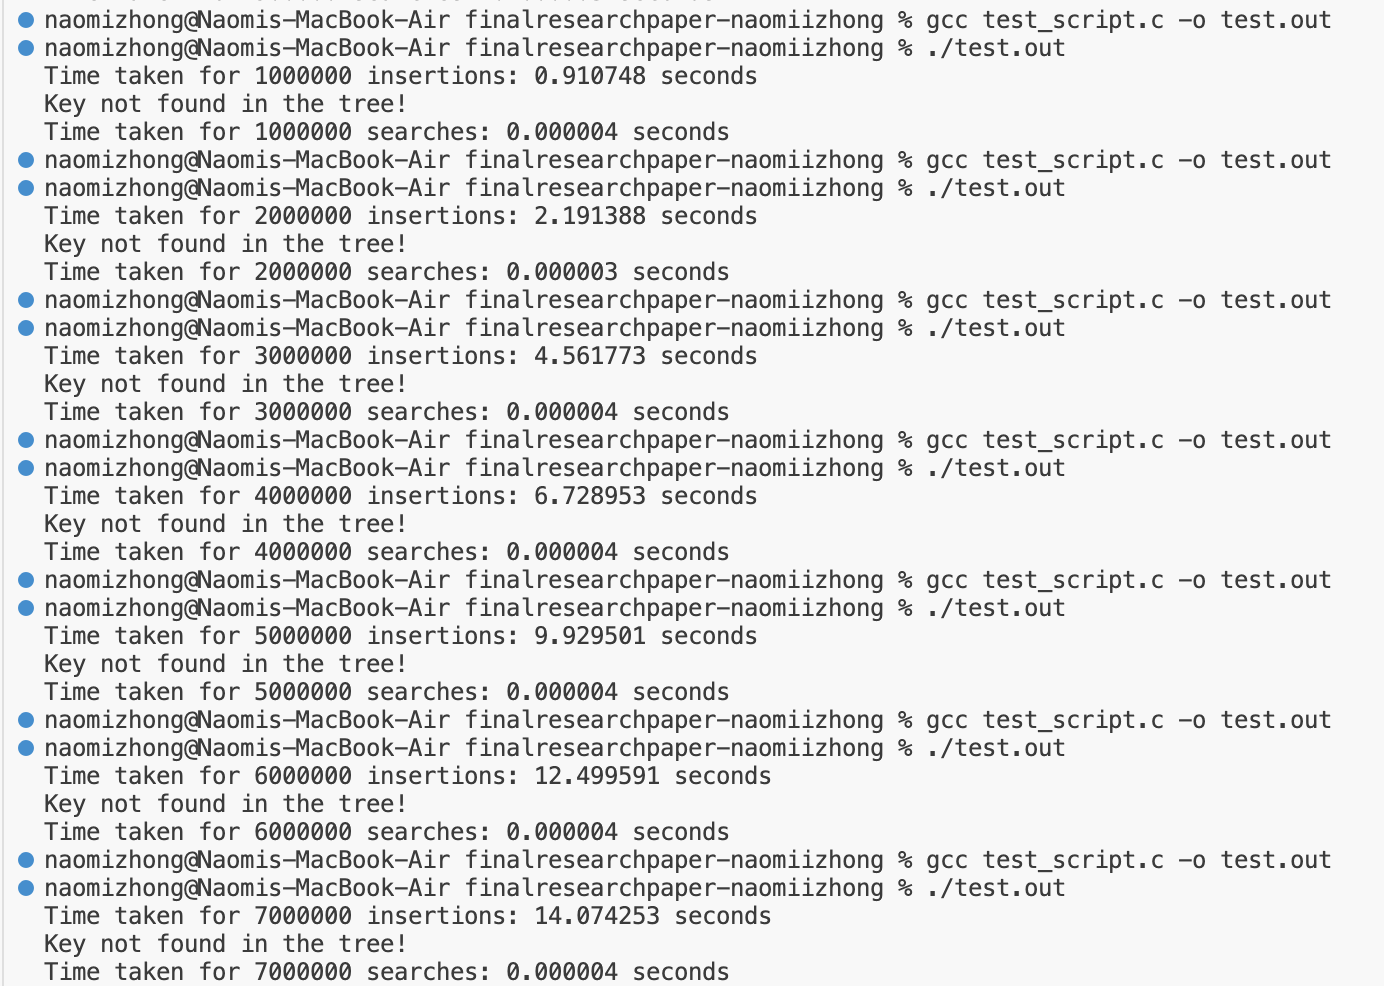 naomizhong@Naomis-MacBook-Air finalresearchpaper-naomiizhong % gcc test_script.c -o test.out
naomizhong@Naomis-MacBook-Air finalresearchpaper-naomiizhong % ./test.out
Time taken for 1000000 insertions: 0.910748 seconds
Key not found in the tree!
Time taken for 1000000 searches: 0.000004 seconds
naomizhong@Naomis-MacBook-Air finalresearchpaper-naomiizhong % gcc test_script.c -o test.out
naomizhong@Naomis-MacBook-Air finalresearchpaper-naomiizhong % ./test.out
Time taken for 2000000 insertions: 2.191388 seconds
Key not found in the tree!
Time taken for 2000000 searches: 0.000003 seconds
naomizhong@Naomis-MacBook-Air finalresearchpaper-naomiizhong % gcc test_script.c -o test.out
naomizhong@Naomis-MacBook-Air finalresearchpaper-naomiizhong % ./test.out
Time taken for 3000000 insertions: 4.561773 seconds
Key not found in the tree!
Time taken for 3000000 searches: 0.000004 seconds
naomizhong@Naomis-MacBook-Air finalresearchpaper-naomiizhong % gcc test_script.c -o test.out
naomizhong@Naomis-MacBook-Air finalresearchpaper-naomiizhong % ./test.out
Time taken for 4000000 insertions: 6.728953 seconds
Key not found in the tree!
Time taken for 4000000 searches: 0.000004 seconds
naomizhong@Naomis-MacBook-Air finalresearchpaper-naomiizhong % gcc test_script.c -o test.out
naomizhong@Naomis-MacBook-Air finalresearchpaper-naomiizhong % ./test.out
Time taken for 5000000 insertions: 9.929501 seconds
Key not found in the tree!
Time taken for 5000000 searches: 0.000004 seconds
naomizhong@Naomis-MacBook-Air finalresearchpaper-naomiizhong % gcc test_script.c -o test.out
naomizhong@Naomis-MacBook-Air finalresearchpaper-naomiizhong % ./test.out
Time taken for 6000000 insertions: 12.499591 seconds
Key not found in the tree!
Time taken for 6000000 searches: 0.000004 seconds
naomizhong@Naomis-MacBook-Air finalresearchpaper-naomiizhong % gcc test_script.c -o test.out
naomizhong@Naomis-MacBook-Air finalresearchpaper-naomiizhong % ./test.out
Time taken for 7000000 insertions: 14.074253 seconds
Key not found in the tree!
Time taken for 7000000 searches: 0.000004 seconds